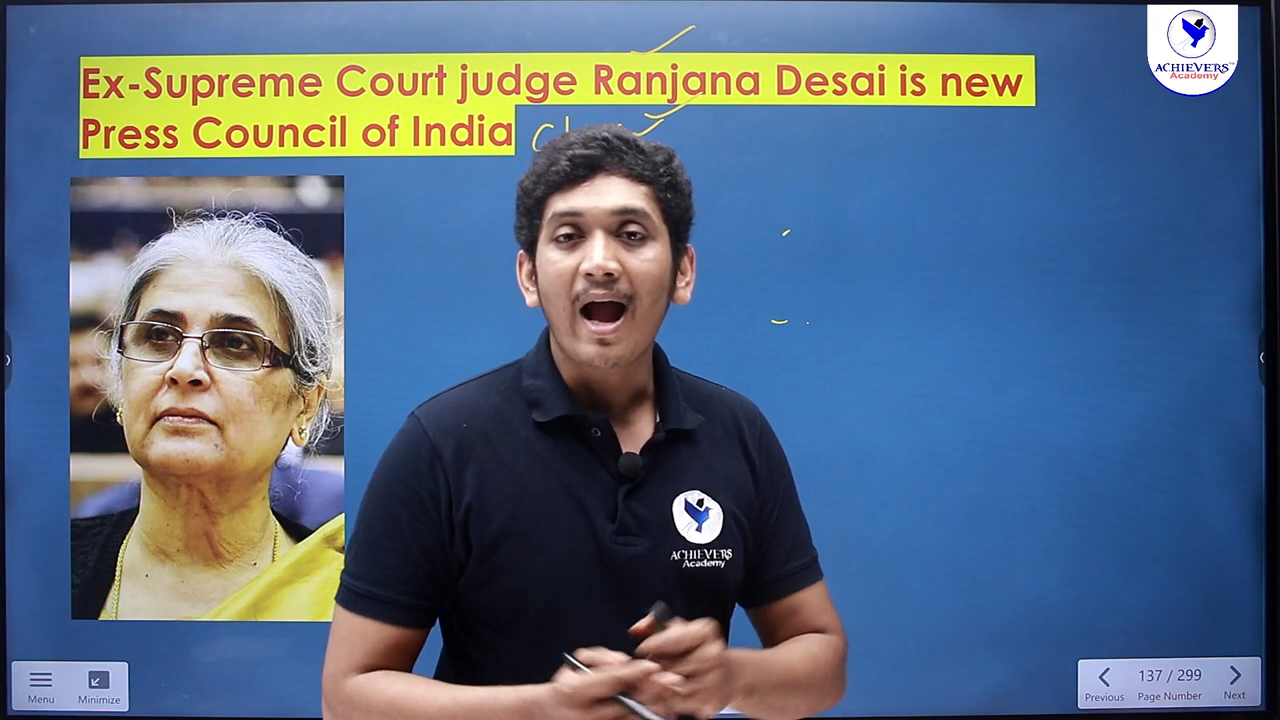 Ex-Supreme Court judge Ranjana Desai is new
Press Council of India
ACHIEVERS™
Academy
ACHIEVERS
Academy
Menu
Minimize
Previous
137 / 299
Page Number
Next